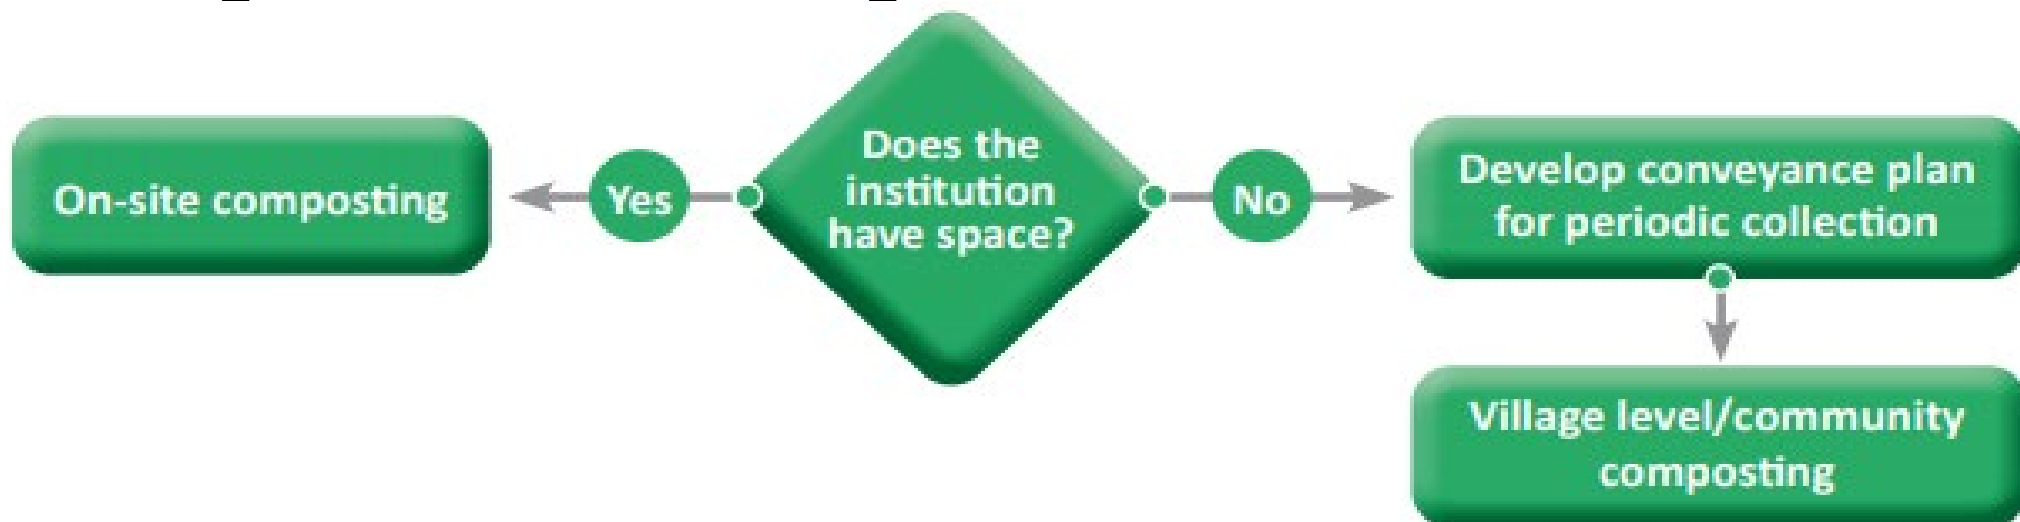 On-site composting
Yes
Does the
institution
have space?
No
Develop conveyance plan
for periodic collection
Village level/community
composting